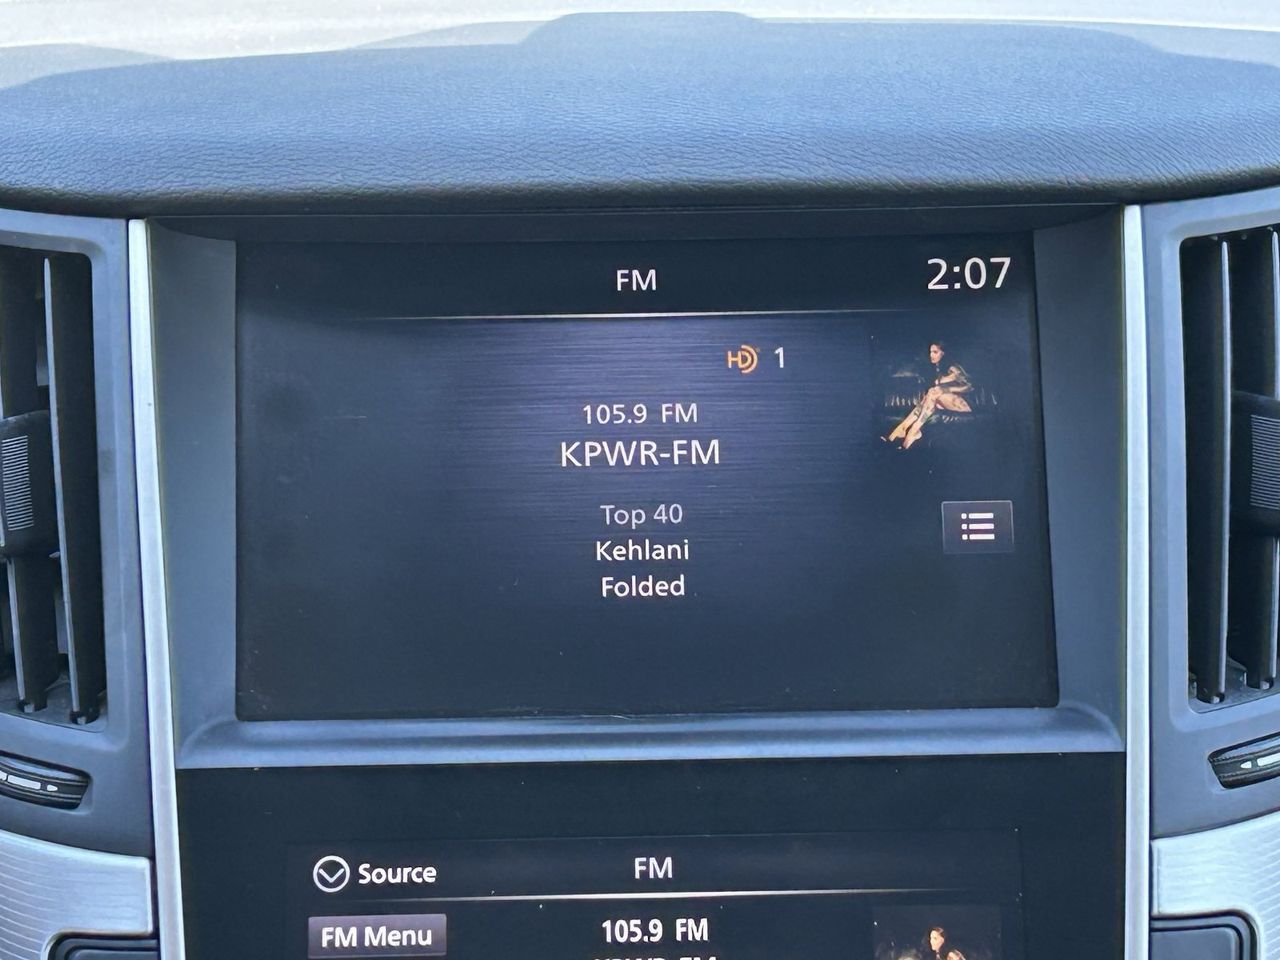 FM
2:07
HD 1
105.9 FM
KPWR-FM
Top 40
Kehlani
Folded
Source
FM
FM Menu
105.9 FM